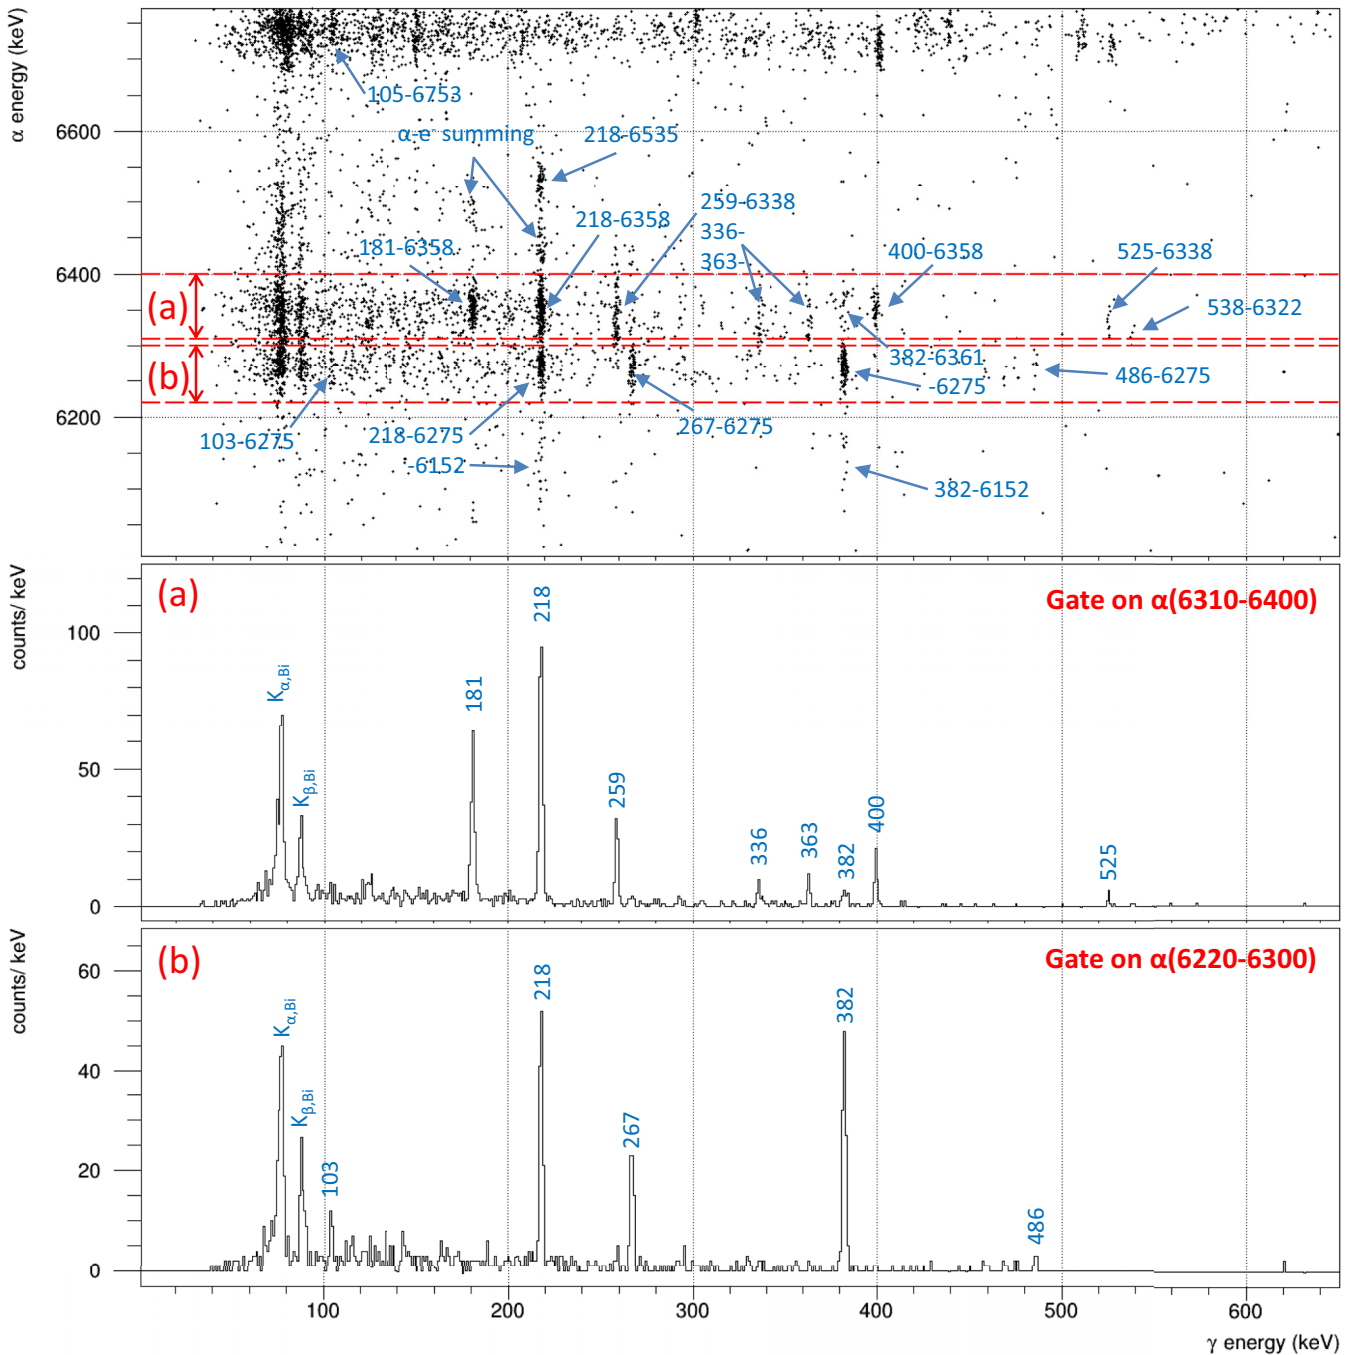 α energy (keV)
6600
6400
6200
105-6753
α-e⁻ summing
218-6535
259-6338
218-6358
336-
363-
181-6358
400-6358
525-6338
538-6322
(a)
(b)
382-6361
-6275
486-6275
103-6275
218-6275
-6152
267-6275
382-6152
counts/ keV
(a)
Gate on α(6310-6400)
100
50
0
Kα,Bi
Kβ,Bi
181
218
259
336
363
382
400
525
counts/ keV
(b)
Gate on α(6220-6300)
60
40
20
0
Kα,Bi
Kβ,Bi
103
218
267
382
486
100 200 300 400 500 600
γ energy (keV)